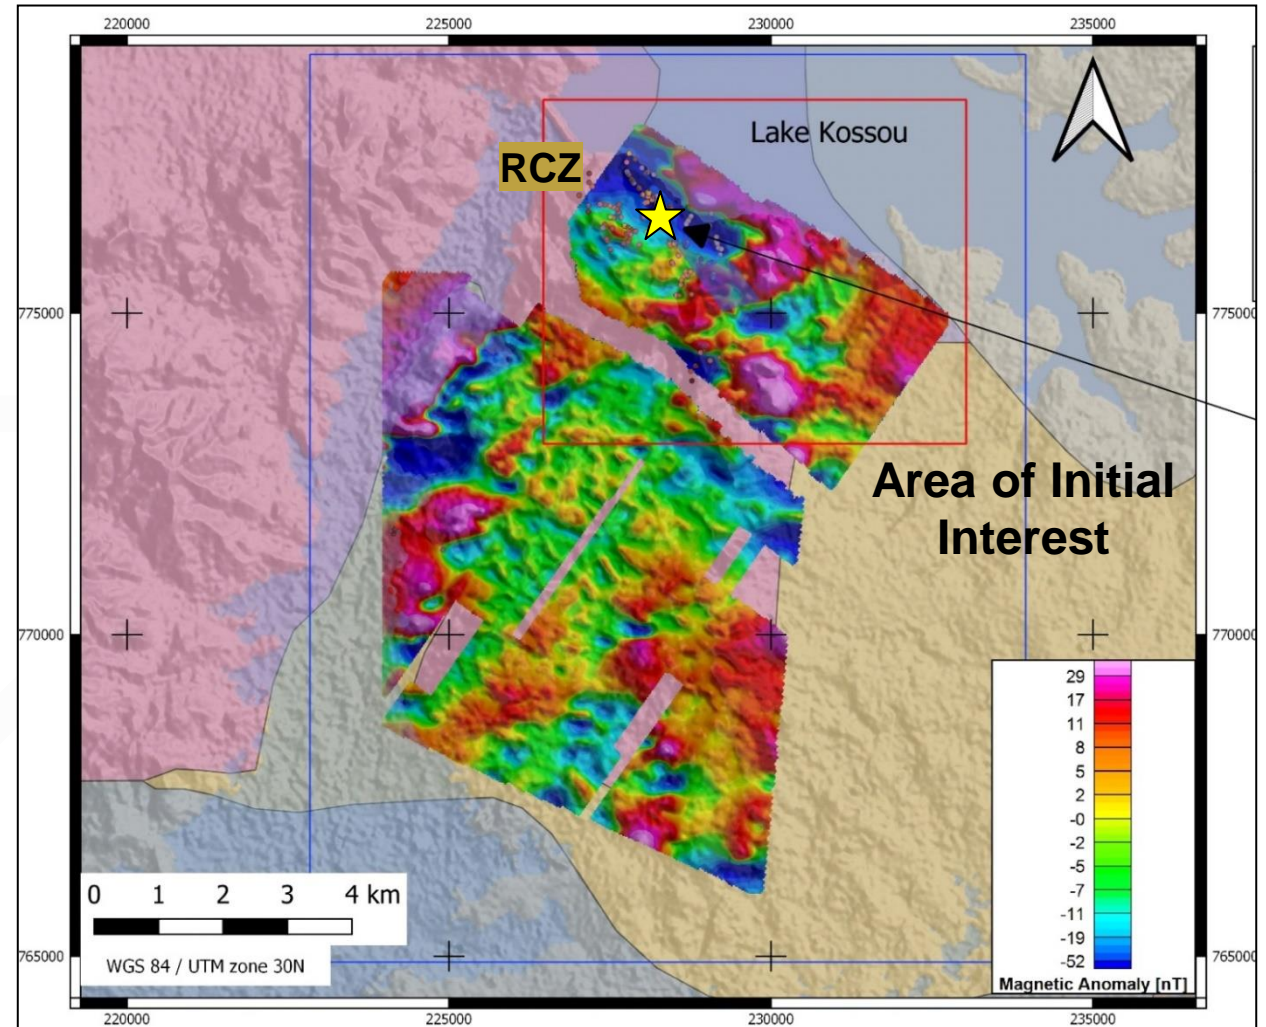 220000 225000 230000 235000
Lake Kossou
RCZ
775000 775000
Area of Initial
Interest
770000 770000
29
17
11
8
5
2
-0
-2
-5
-7
-11
-19
-52
Magnetic Anomaly [nT]
0 1 2 3 4 km
WGS 84 / UTM zone 30N
765000 765000
220000 225000 230000 235000